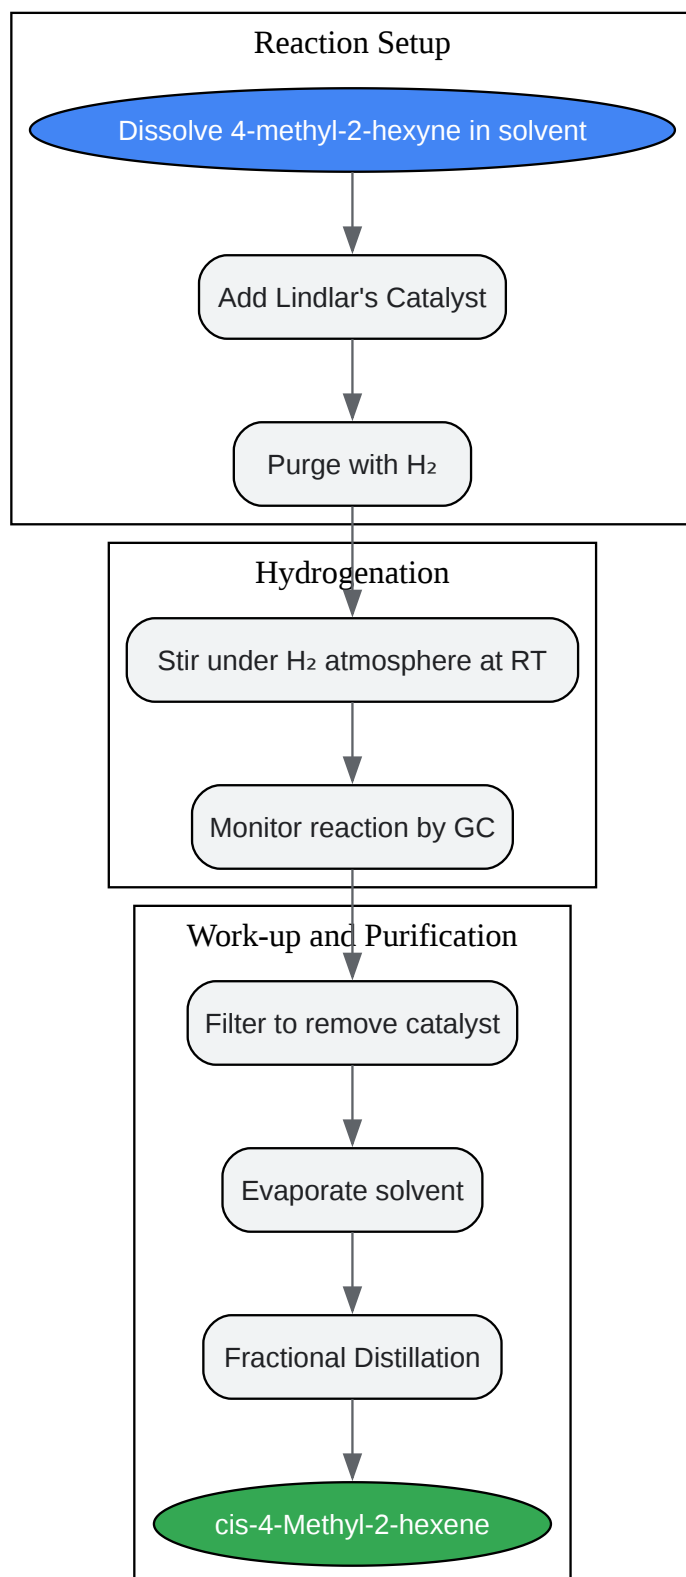 Reaction Setup
Dissolve 4-methyl-2-hexyne in solvent
Add Lindlar's Catalyst
Purge with H₂
Hydrogenation
Stir under H₂ atmosphere at RT
Monitor reaction by GC
Work-up and Purification
Filter to remove catalyst
Evaporate solvent
Fractional Distillation
cis-4-Methyl-2-hexene